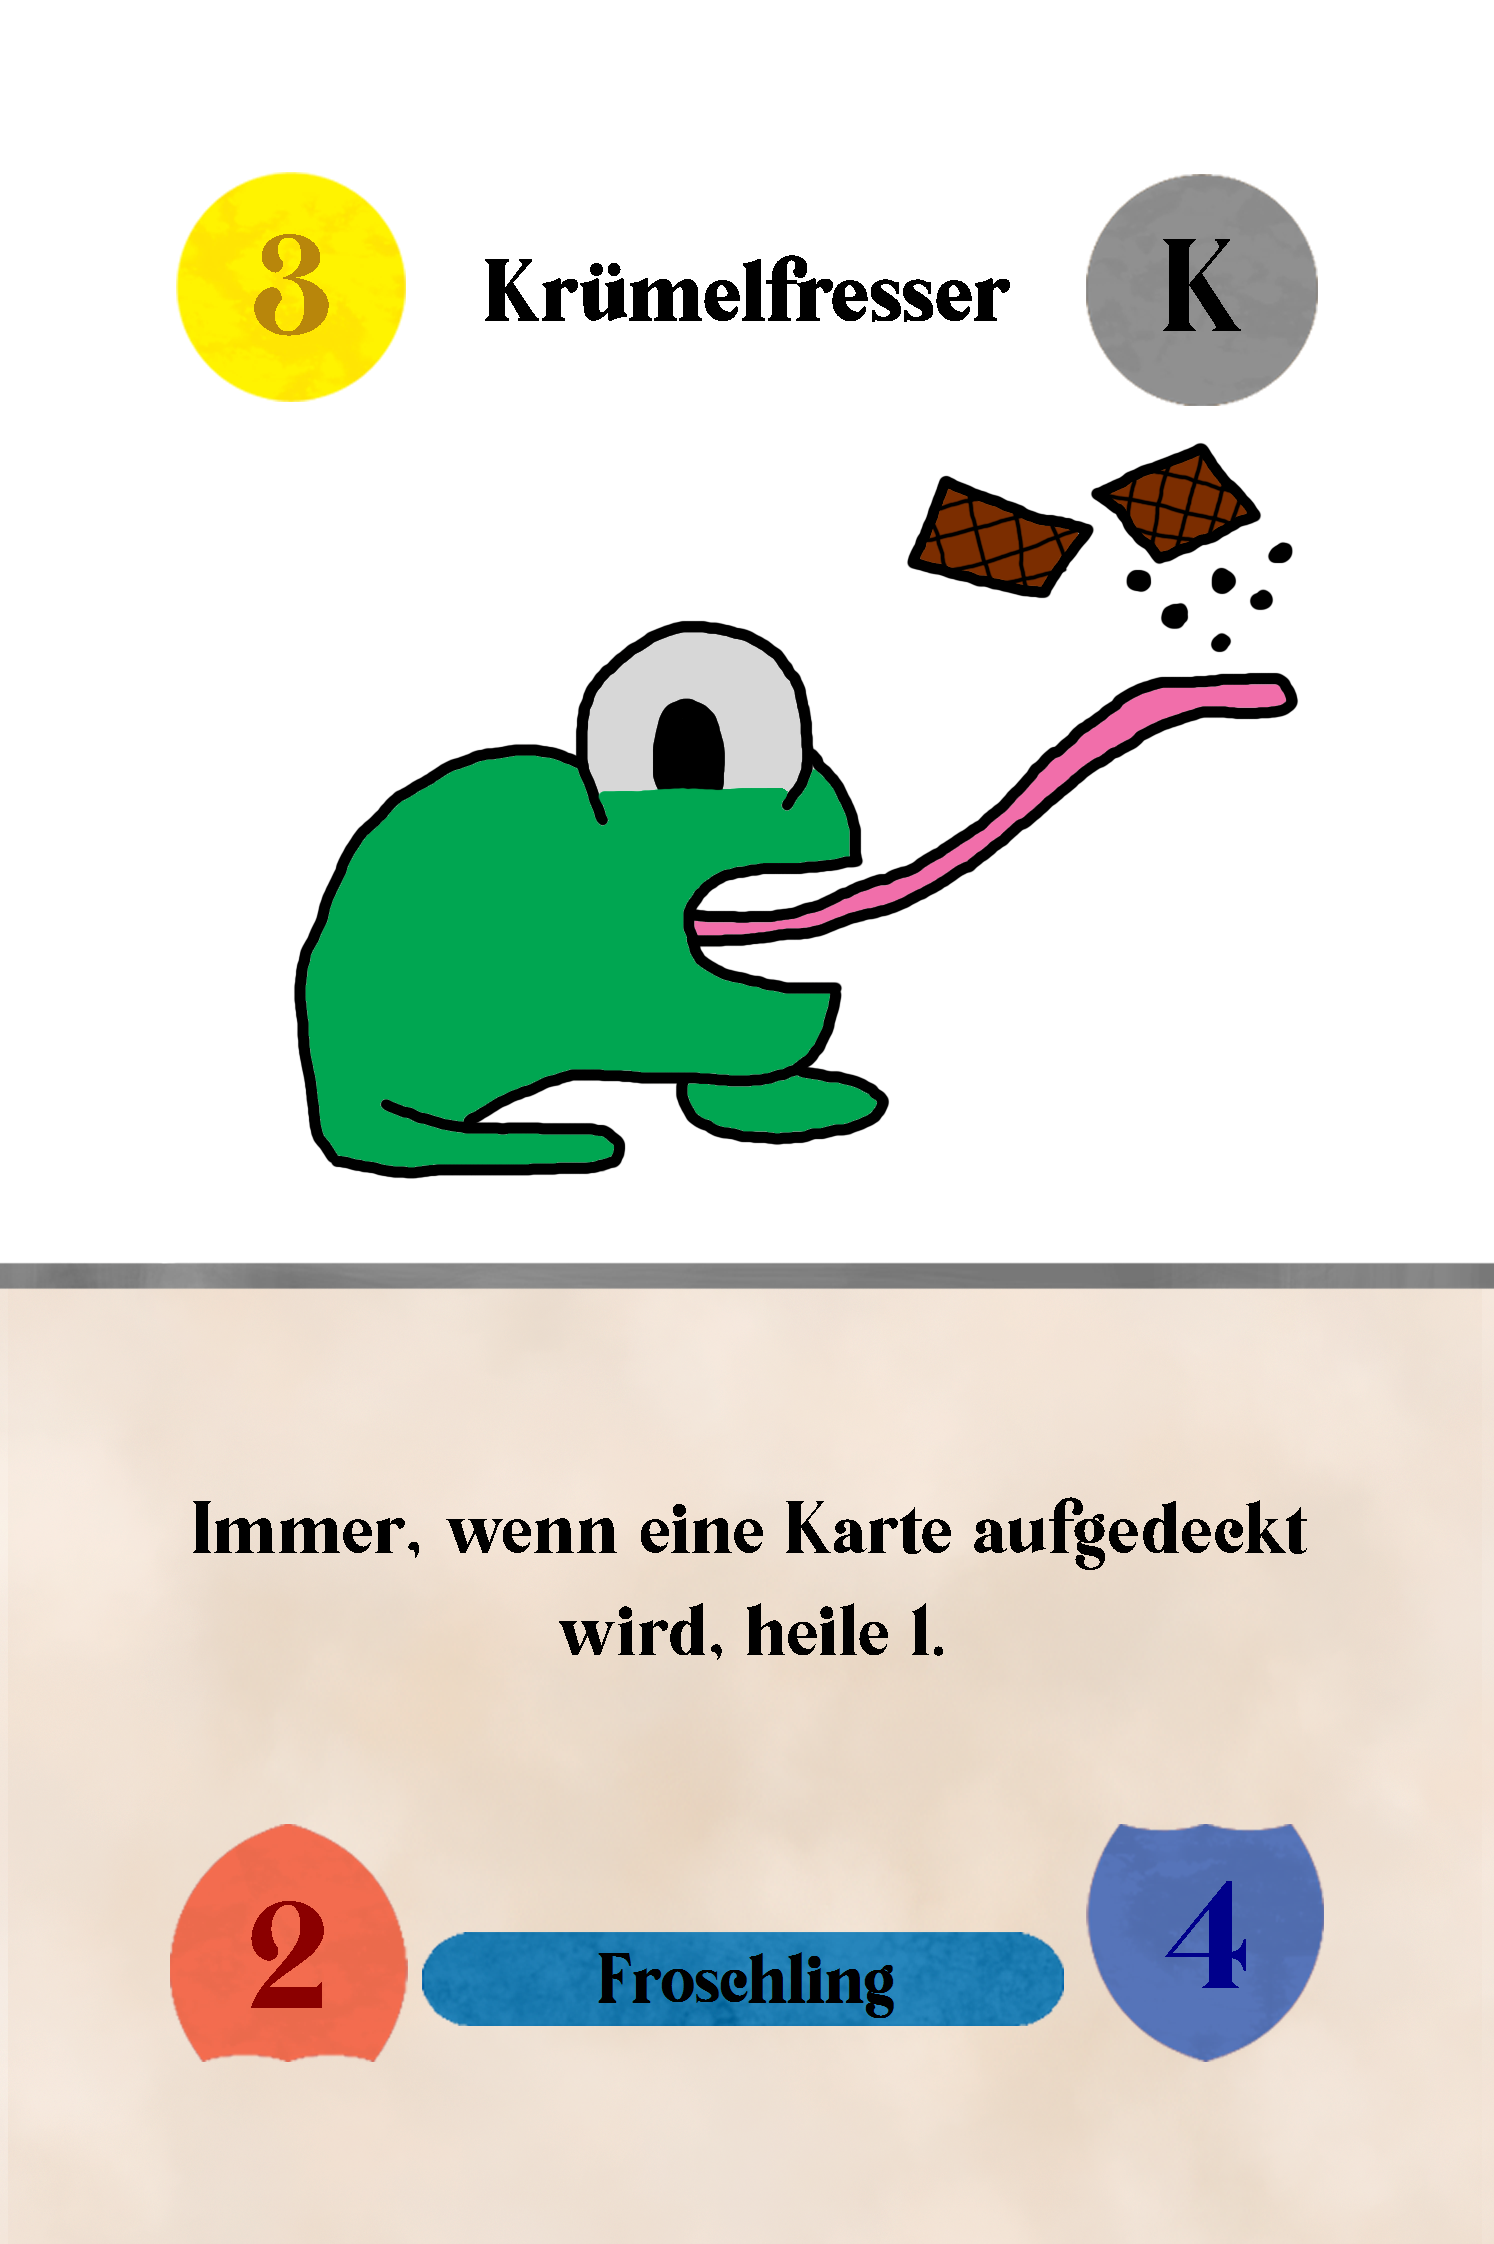 3 Krümelfresser K
Immer, wenn eine Karte aufgedeckt
wird, heile 1.
2 Froschling 4